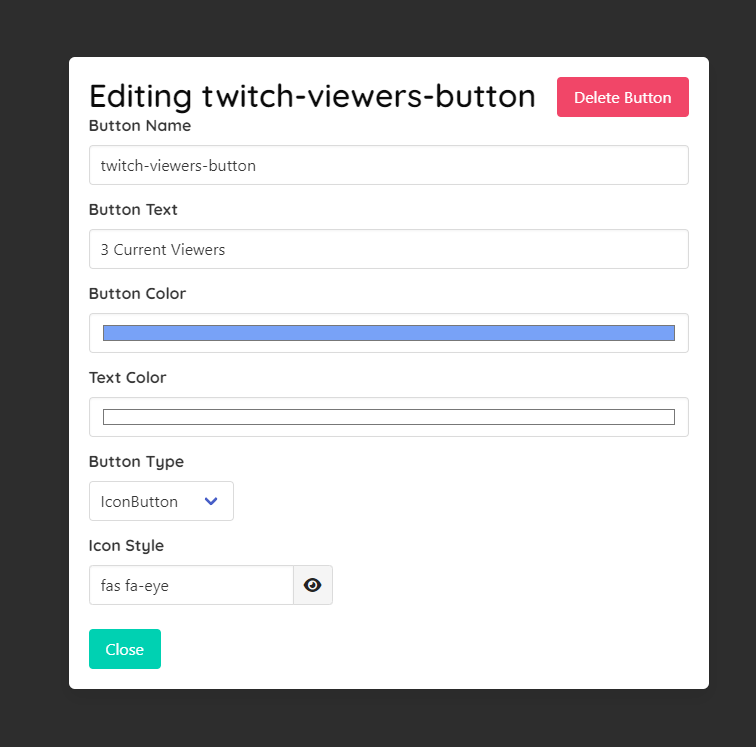 Editing twitch-viewers-button
Delete Button
Button Name
twitch-viewers-button
Button Text
3 Current Viewers
Button Color
Text Color
Button Type
IconButton
Icon Style
fas fa-eye
Close